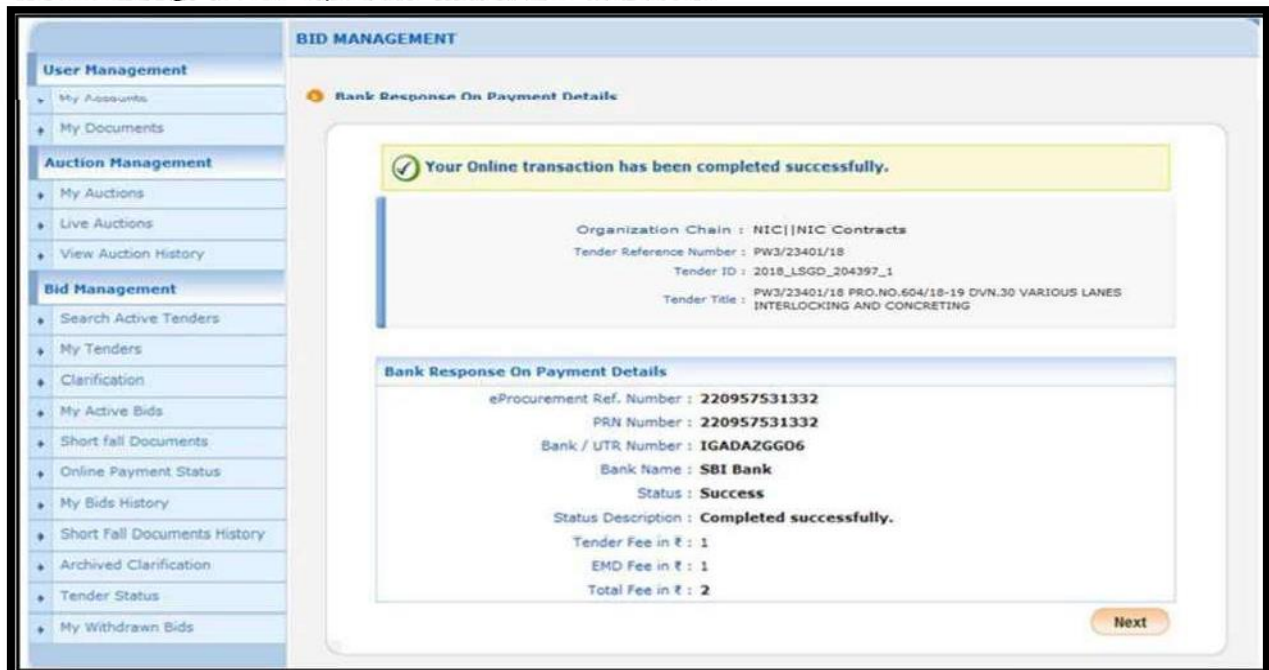 BID MANAGEMENT
User Management
My Accounts
My Documents
Auction Management
My Auctions
Live Auctions
View Auction History
Bid Management
Search Active Tenders
My Tenders
Clarification
My Active Bids
Short fall Documents
Online Payment Status
My Bids History
Short Fall Documents History
Archived Clarification
Tender Status
My Withdrawn Bids
Bank Response On Payment Details
Your Online transaction has been completed successfully.
Organization Chain : NIC||NIC Contracts
Tender Reference Number : PW3/23401/18
Tender ID : 2018_LSGD_204397_1
Tender Title : PW3/23401/18 PRO.NO.604/18-19 DVN.30 VARIOUS LANES
INTERLOCKING AND CONCRETING
Bank Response On Payment Details
eProcurement Ref. Number : 220957531332
PRN Number : 220957531332
Bank / UTR Number : IGADAZGGO6
Bank Name : SBI Bank
Status : Success
Status Description : Completed successfully.
Tender Fee in ₹ : 1
EMD Fee in ₹ : 1
Total Fee in ₹ : 2
Next